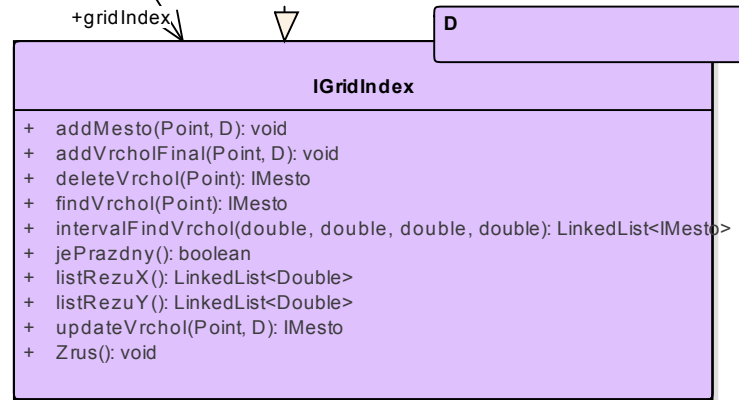 +gridIndex
D
IGridIndex
+ addMesto(Point, D): void
+ addVrcholFinal(Point, D): void
+ deleteVrchol(Point): IMesto
+ findVrchol(Point): IMesto
+ intervalFindVrchol(double, double, double, double): LinkedList<IMesto>
+ jePrazdny(): boolean
+ listRezuX(): LinkedList<Double>
+ listRezuY(): LinkedList<Double>
+ updateVrchol(Point, D): IMesto
+ Zrus(): void